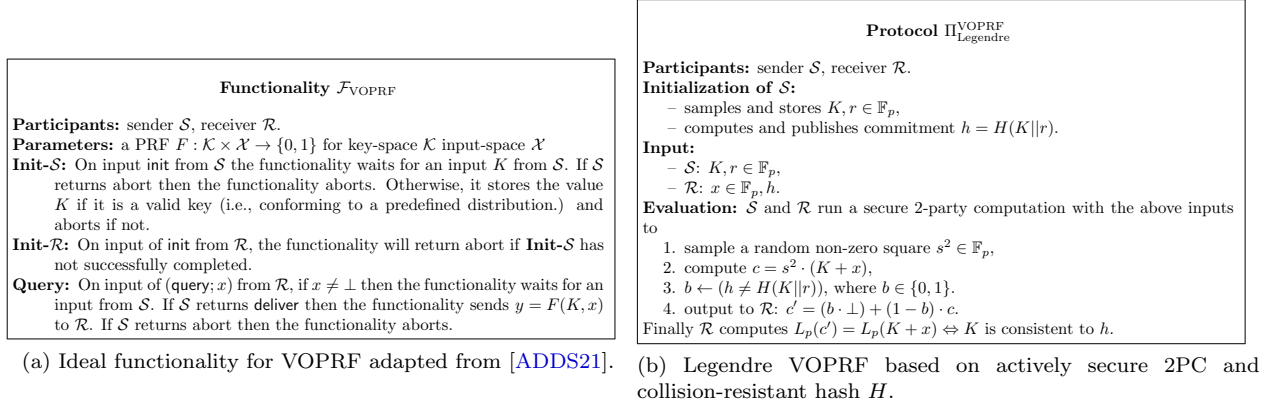 Functionality $\mathcal{F}_{\mathrm{VOPRF}}$
Participants: sender $\mathcal{S}$, receiver $\mathcal{R}$.
Parameters: a PRF $F : \mathcal{K} \times \mathcal{X} \to \{0, 1\}$ for key-space $\mathcal{K}$ input-space $\mathcal{X}$
Init-$\mathcal{S}$: On input init from $\mathcal{S}$ the functionality waits for an input $K$ from $\mathcal{S}$. If $\mathcal{S}$
returns abort then the functionality aborts. Otherwise, it stores the value
$K$ if it is a valid key (i.e., conforming to a predefined distribution.) and
aborts if not.
Init-$\mathcal{R}$: On input of init from $\mathcal{R}$, the functionality will return abort if Init-$\mathcal{S}$ has
not successfully completed.
Query: On input of (query; $x$) from $\mathcal{R}$, if $x \neq \bot$ then the functionality waits for an
input from $\mathcal{S}$. If $\mathcal{S}$ returns deliver then the functionality sends $y = F(K, x)$
to $\mathcal{R}$. If $\mathcal{S}$ returns abort then the functionality aborts.
(a) Ideal functionality for VOPRF adapted from [ADDS21].
Protocol $\Pi^{\mathrm{VOPRF}}_{\mathrm{Legendre}}$
Participants: sender $\mathcal{S}$, receiver $\mathcal{R}$.
Initialization of $\mathcal{S}$:
– samples and stores $K, r \in \mathbb{F}_p$,
– computes and publishes commitment $h = H(K||r)$.
Input:
– $\mathcal{S}$: $K, r \in \mathbb{F}_p$,
– $\mathcal{R}$: $x \in \mathbb{F}_p, h$.
Evaluation: $\mathcal{S}$ and $\mathcal{R}$ run a secure 2-party computation with the above inputs
to
1. sample a random non-zero square $s^2 \in \mathbb{F}_p$,
2. compute $c = s^2 \cdot (K + x)$,
3. $b \leftarrow (h \neq H(K||r))$, where $b \in \{0, 1\}$.
4. output to $\mathcal{R}$: $c' = (b \cdot \bot) + (1 - b) \cdot c$.
Finally $\mathcal{R}$ computes $L_p(c') = L_p(K + x) \Leftrightarrow K$ is consistent to $h$.
(b) Legendre VOPRF based on actively secure 2PC and
collision-resistant hash $H$.